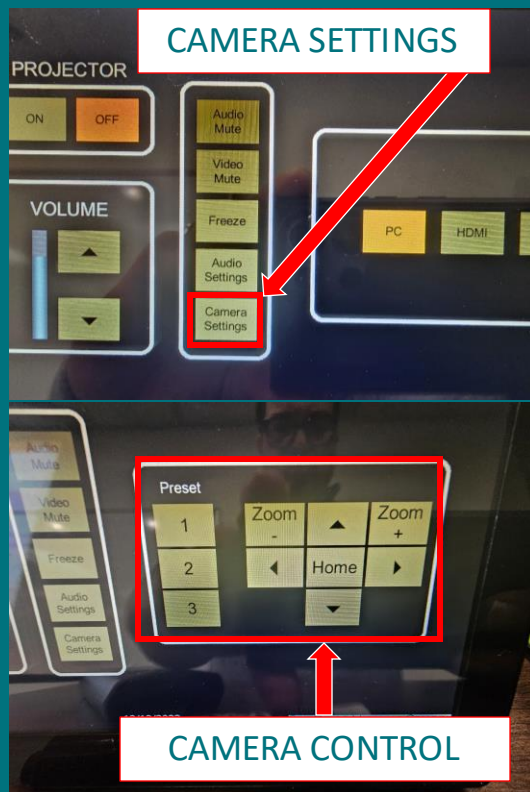 CAMERA SETTINGS
PROJECTOR
ON
OFF
VOLUME
Audio
Mute
Video
Mute
Freeze
Audio
Settings
Camera
Settings
PC
HDMI
Audio
Mute
Video
Mute
Freeze
Audio
Settings
Camera
Settings
Preset
1
2
3
Zoom
-
Zoom
+
Home
CAMERA CONTROL